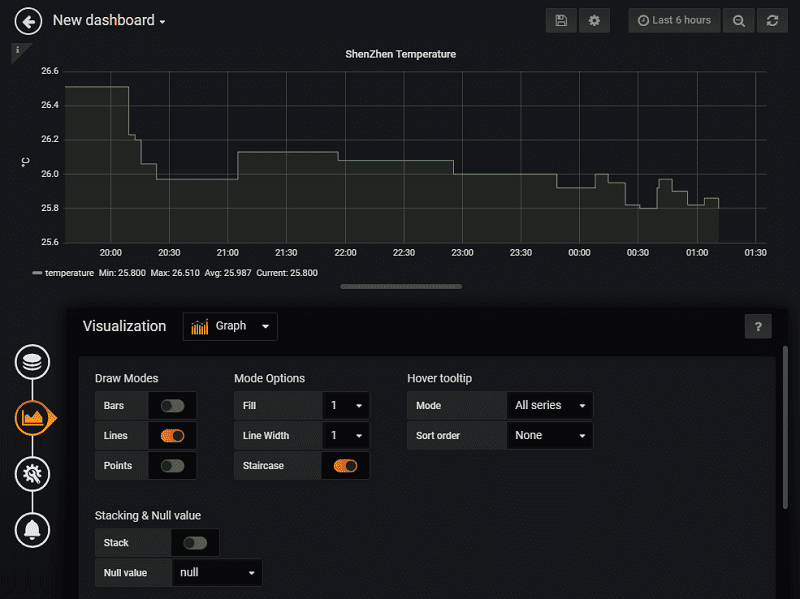 New dashboard
Last 6 hours
i
ShenZhen Temperature
26.6
26.4
26.2
26.0
25.8
25.6
°C
20:00 20:30 21:00 21:30 22:00 22:30 23:00 23:30 00:00 00:30 01:00 01:30
temperature Min: 25.800 Max: 26.510 Avg: 25.987 Current: 25.800
Visualization Graph ?
Draw Modes Mode Options Hover tooltip
Bars Fill 1 Mode All series
Lines Line Width 1 Sort order None
Points Staircase
Stacking & Null value
Stack
Null value null